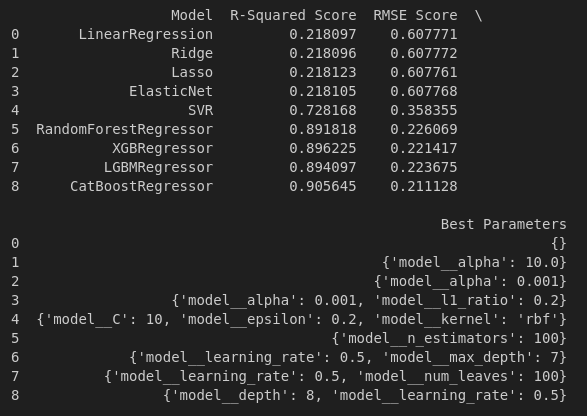 Model R-Squared Score RMSE Score \
0 LinearRegression 0.218097 0.607771
1 Ridge 0.218096 0.607772
2 Lasso 0.218123 0.607761
3 ElasticNet 0.218105 0.607768
4 SVR 0.728168 0.358355
5 RandomForestRegressor 0.891818 0.226069
6 XGBRegressor 0.896225 0.221417
7 LGBMRegressor 0.894097 0.223675
8 CatBoostRegressor 0.905645 0.211128
Best Parameters
0 {}
1 {'model__alpha': 10.0}
2 {'model__alpha': 0.001}
3 {'model__alpha': 0.001, 'model__l1_ratio': 0.2}
4 {'model__C': 10, 'model__epsilon': 0.2, 'model__kernel': 'rbf'}
5 {'model__n_estimators': 100}
6 {'model__learning_rate': 0.5, 'model__max_depth': 7}
7 {'model__learning_rate': 0.5, 'model__num_leaves': 100}
8 {'model__depth': 8, 'model__learning_rate': 0.5}